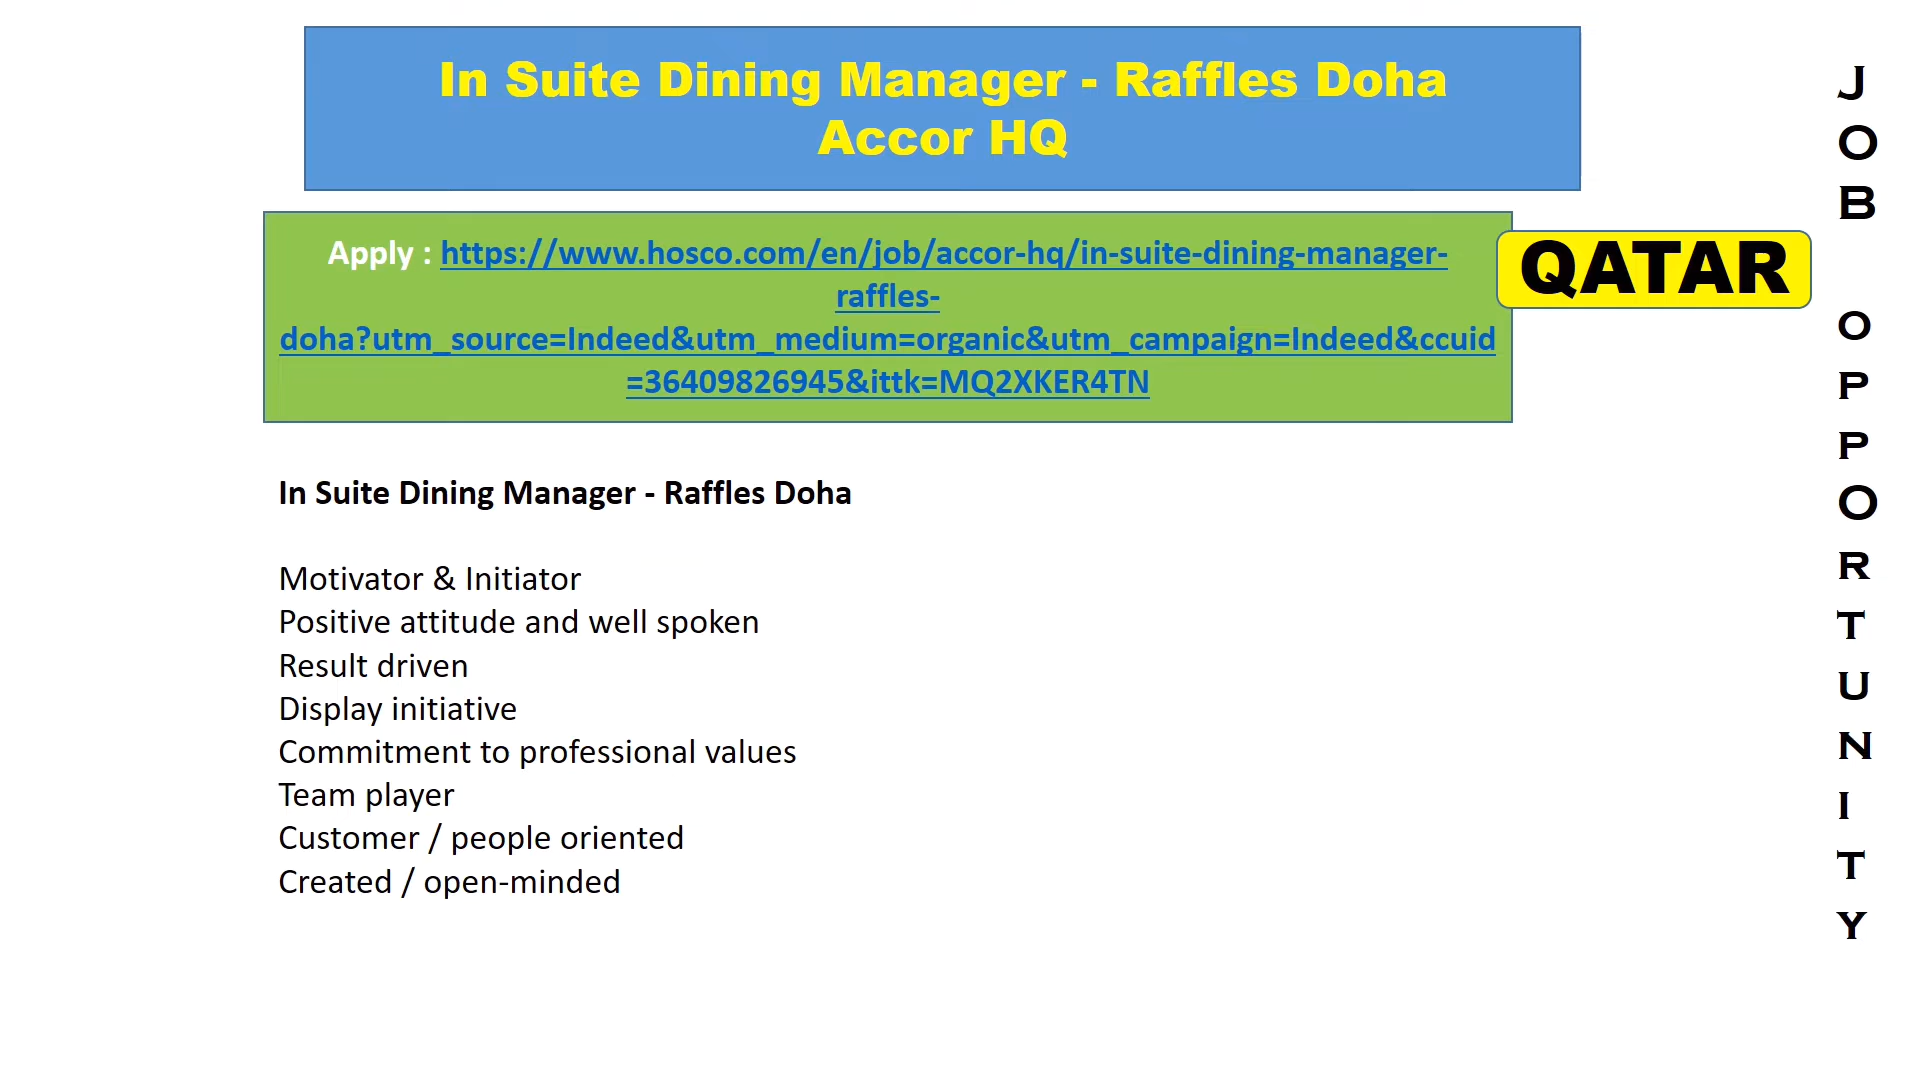 In Suite Dining Manager - Raffles Doha
Accor HQ
Apply : https://www.hosco.com/en/job/accor-hq/in-suite-dining-manager-
raffles-
doha?utm_source=Indeed&utm_medium=organic&utm_campaign=Indeed&ccuid
=36409826945&ittk=MQ2XKER4TN
QATAR
In Suite Dining Manager - Raffles Doha
Motivator & Initiator
Positive attitude and well spoken
Result driven
Display initiative
Commitment to professional values
Team player
Customer / people oriented
Created / open-minded
JOB OPPORTUNITY